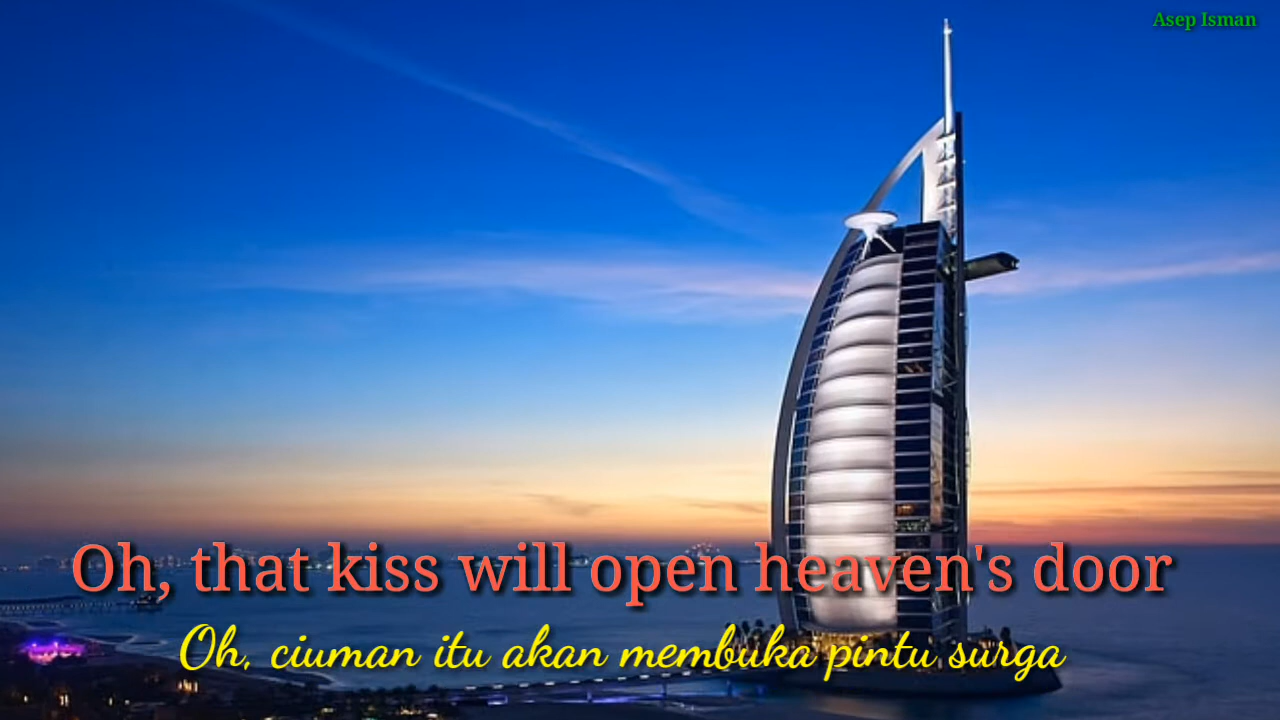 Asep Isman
Oh, that kiss will open heaven's door
Oh, ciuman itu akan membuka pintu surga